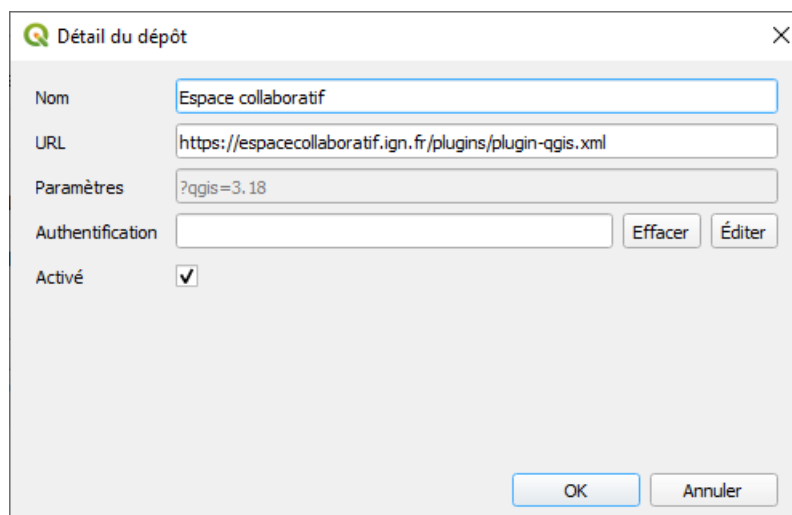 Détail du dépôt
Nom Espace collaboratif
URL https://espacecollaboratif.ign.fr/plugins/plugin-qgis.xml
Paramètres ?qgis=3.18
Authentification Effacer Éditer
Activé
OK Annuler